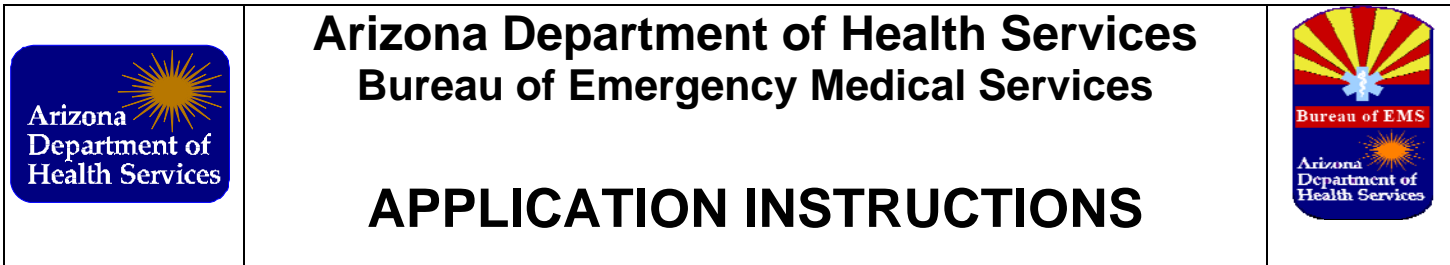 Arizona
Department of
Health Services
Arizona Department of Health Services
Bureau of Emergency Medical Services
APPLICATION INSTRUCTIONS
Bureau of EMS
Arizona
Department of
Health Services